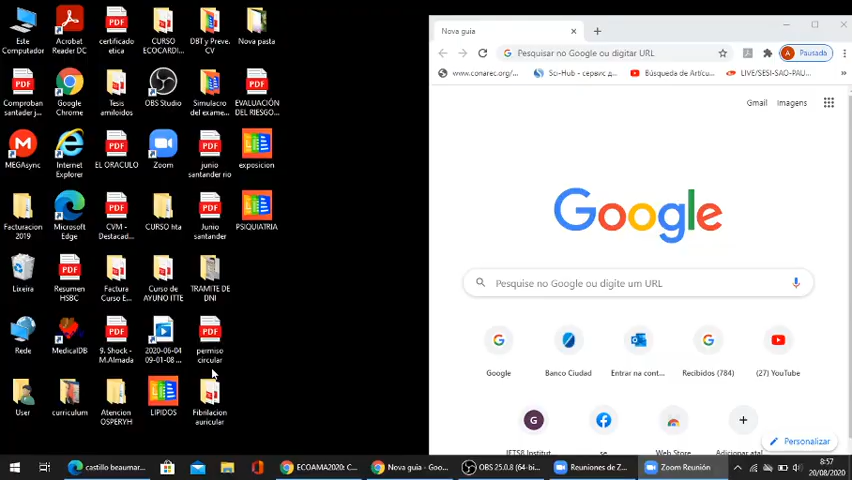 Este
Computador
Acrobat
Reader DC
certificado
etica
CURSO
ECOCARDI...
DBT y Preve.
CV
Nova pasta
Comproban
santander j...
Google
Chrome
Tesis
amiloidos
OBS Studio
Simulacro
del exame...
EVALUACIÓN
DEL RIESGO...
MEGAsync
Internet
Explorer
EL ORACULO
Zoom
junio
santander rio
exposicion
Facturacion
2019
Microsoft
Edge
CVM -
Destacad...
CURSO hta
Junio
santander
PSIQUIATRIA
Lixeira
Resumen
HSBC
Factura
Curso E...
Curso de
AYUNO ITTE
TRAMITE DE
DNI
Rede
MedicalDB
9. Shock -
M.Almada
2020-06-04
09-01-08 ...
permiso
circular
User
curriculum
Atencion
OSPERYH
LIPIDOS
Fibrilacion
auricular
Nova guia
Pesquisar no Google ou digitar URL
A Pausada
www.conarec.org/...
Sci-Hub - сервис д...
Búsqueda de Artícu...
LIVE/SESI-SAO-PAU...
»
Gmail Imagens
Google
Pesquise no Google ou digite um URL
Google
Banco Ciudad
Entrar na cont...
Recibidos (784)
(27) YouTube
G
se
Web Store
Adicionar atal...
Personalizar
castillo beaumar...
ECOAMA2020: C...
Nova guia - Goo...
OBS 25.0.8 (64-bi...
Reuniones de Z...
Zoom Reunión
8:57
20/08/2020